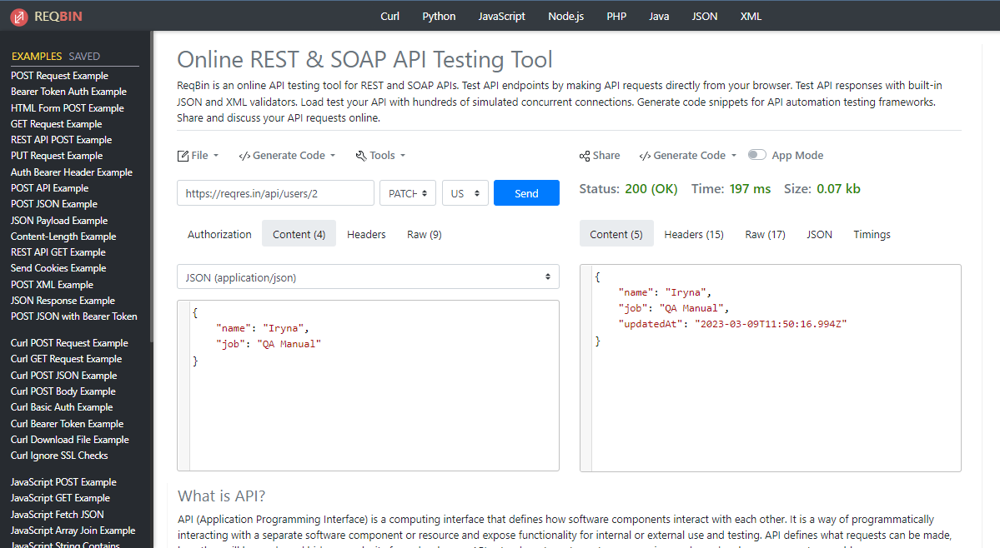 REQBIN
Curl Python JavaScript Node.js PHP Java JSON XML
EXAMPLES SAVED
POST Request Example
Bearer Token Auth Example
HTML Form POST Example
GET Request Example
REST API POST Example
PUT Request Example
Auth Bearer Header Example
POST API Example
POST JSON Example
JSON Payload Example
Content-Length Example
REST API GET Example
Send Cookies Example
POST XML Example
JSON Response Example
POST JSON with Bearer Token
Curl POST Request Example
Curl GET Request Example
Curl POST JSON Example
Curl POST Body Example
Curl Basic Auth Example
Curl Bearer Token Example
Curl Download File Example
Curl Ignore SSL Checks
JavaScript POST Example
JavaScript GET Example
JavaScript Fetch JSON
JavaScript Array Join Example
JavaScript String Contains
Online REST & SOAP API Testing Tool
ReqBin is an online API testing tool for REST and SOAP APIs. Test API endpoints by making API requests directly from your browser. Test API responses with built-in
JSON and XML validators. Load test your API with hundreds of simulated concurrent connections. Generate code snippets for API automation testing frameworks.
Share and discuss your API requests online.
File </> Generate Code Tools
https://reqres.in/api/users/2 PATCH US Send
Authorization Content (4) Headers Raw (9)
JSON (application/json)
{
"name": "Iryna",
"job": "QA Manual"
}
Share </> Generate Code App Mode
Status: 200 (OK) Time: 197 ms Size: 0.07 kb
Content (5) Headers (15) Raw (17) JSON Timings
{
"name": "Iryna",
"job": "QA Manual",
"updatedAt": "2023-03-09T11:50:16.994Z"
}
What is API?
API (Application Programming Interface) is a computing interface that defines how software components interact with each other. It is a way of programmatically
interacting with a separate software component or resource and expose functionality for internal or external use and testing. API defines what requests can be made,